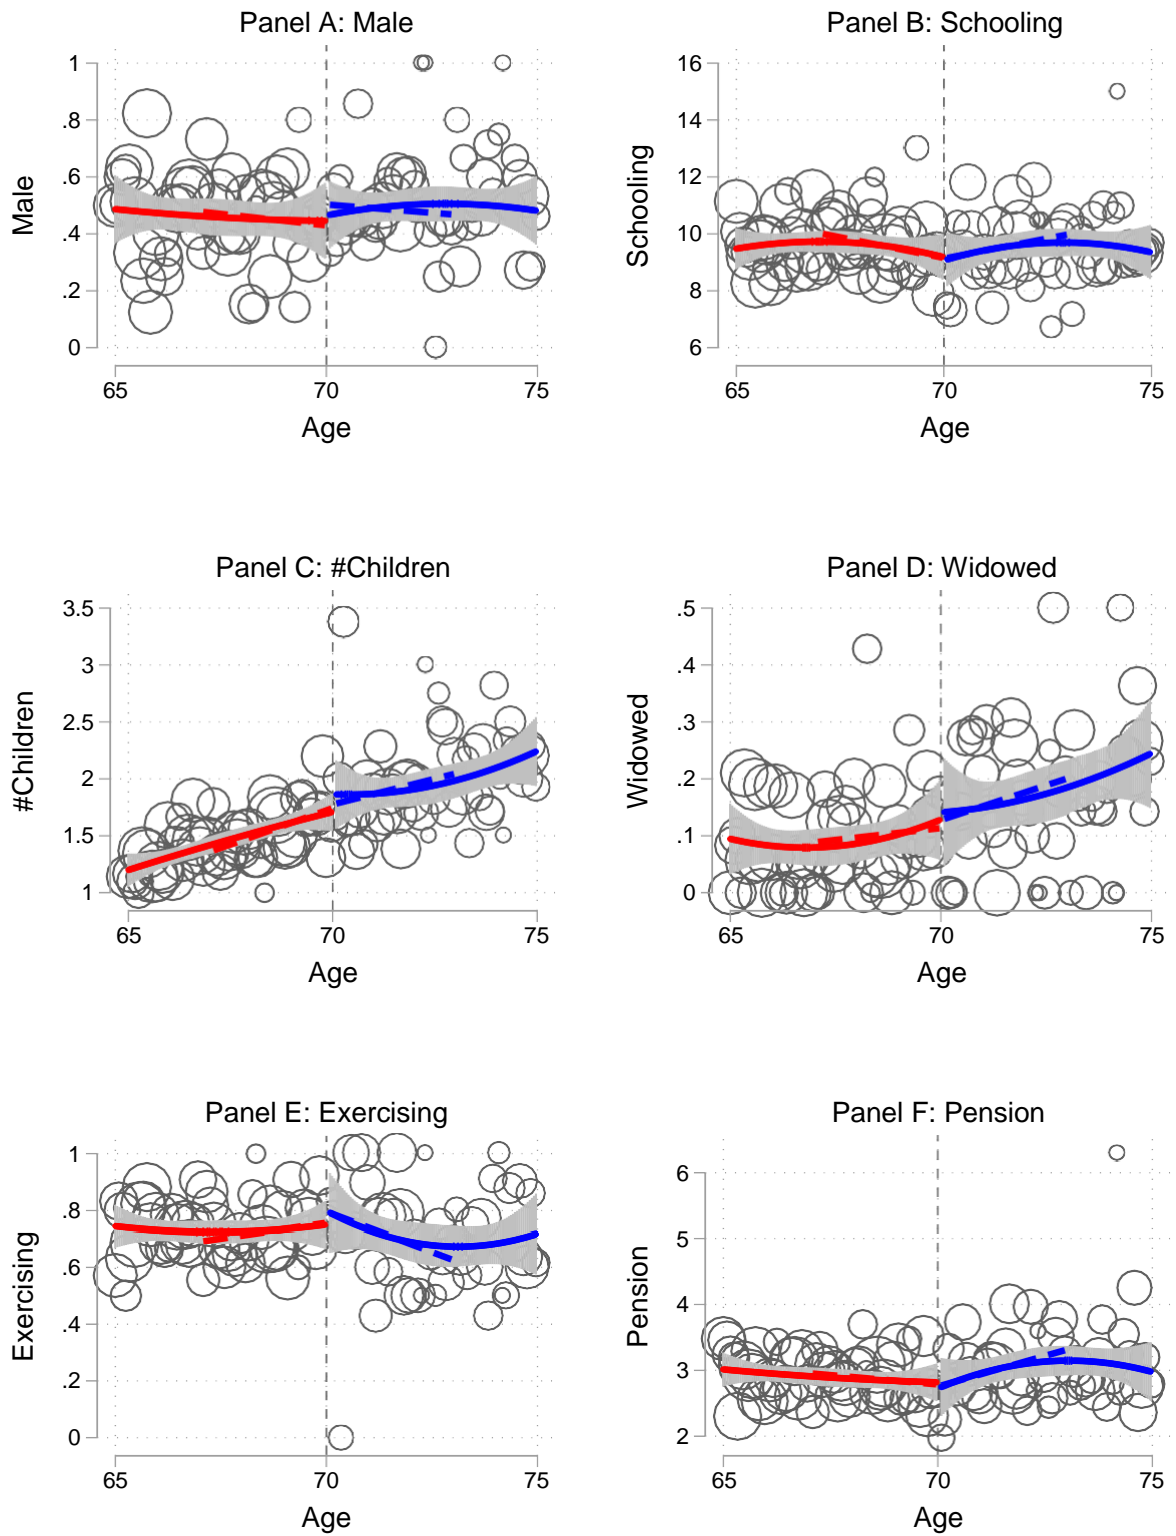 Panel A: Male
1
.8
.6
.4
.2
0
Male
65 70 75
Age
Panel B: Schooling
16
14
12
10
8
6
Schooling
65 70 75
Age
Panel C: #Children
3.5
3
2.5
2
1.5
1
#Children
65 70 75
Age
Panel D: Widowed
.5
.4
.3
.2
.1
0
Widowed
65 70 75
Age
Panel E: Exercising
1
.8
.6
.4
.2
0
Exercising
65 70 75
Age
Panel F: Pension
6
5
4
3
2
Pension
65 70 75
Age